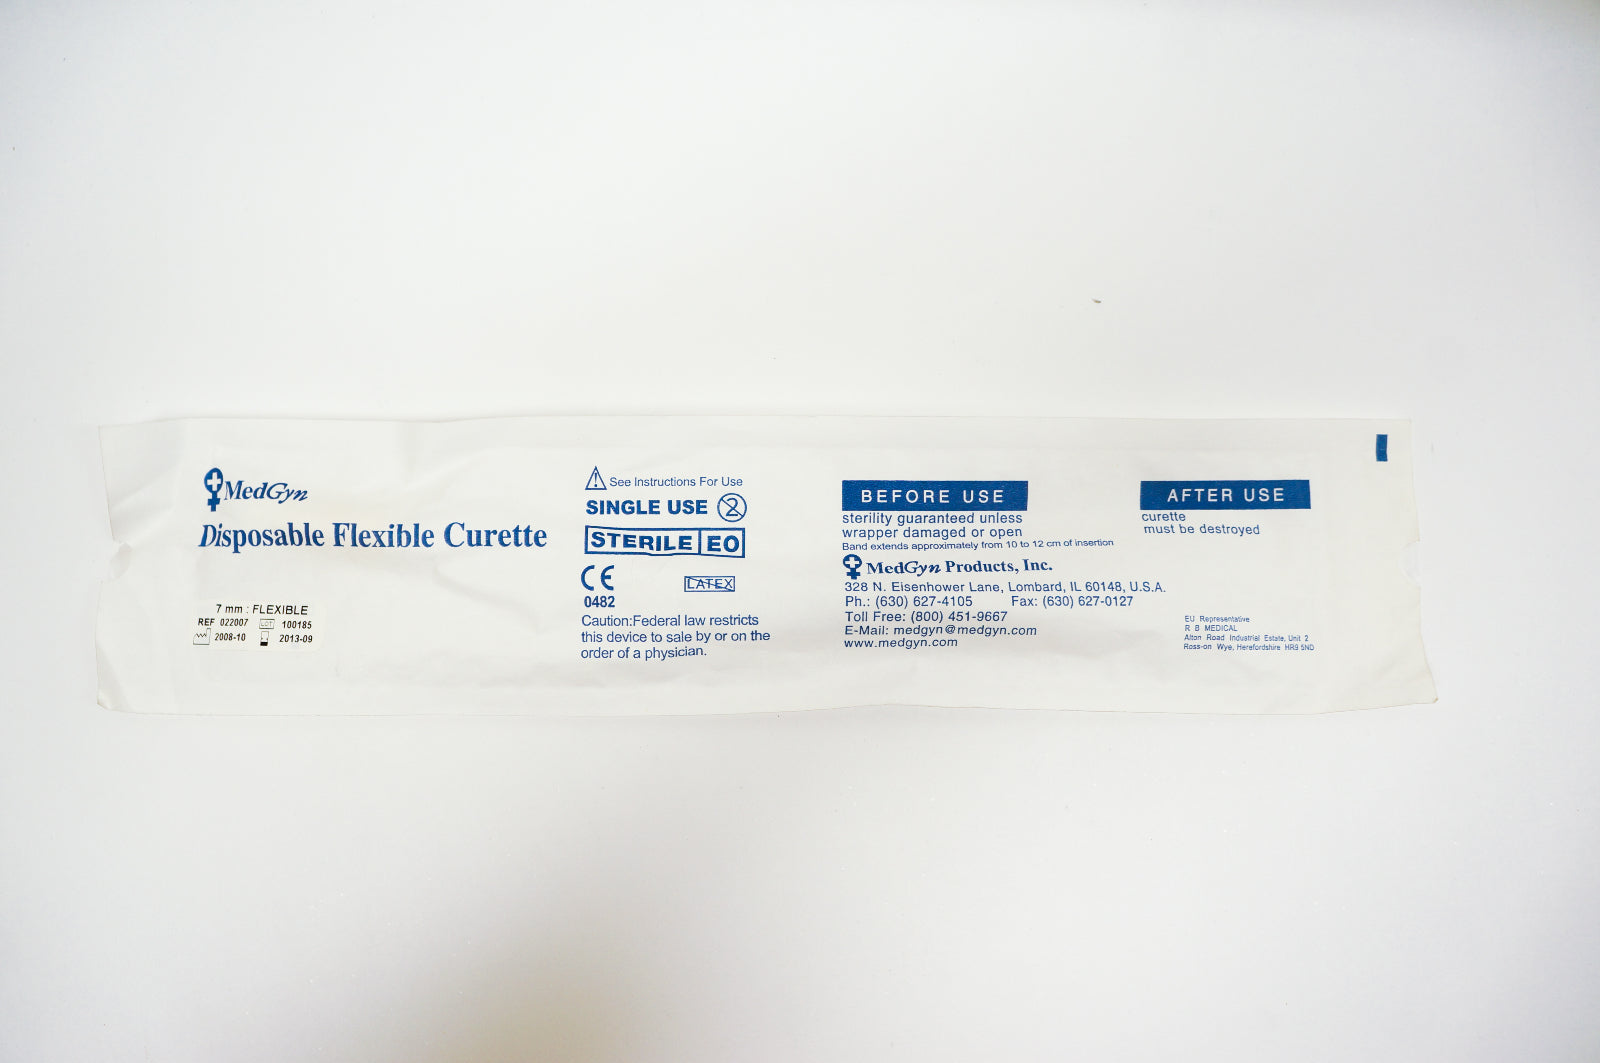 MedGyn
Disposable Flexible Curette
7 mm : FLEXIBLE
REF 022007 LOT 100185
2008-10 2013-09
See Instructions For Use
SINGLE USE 2
STERILE EO
CE LATEX
0482
Caution:Federal law restricts
this device to sale by or on the
order of a physician.
BEFORE USE
sterility guaranteed unless
wrapper damaged or open
Band extends approximately from 10 to 12 cm of insertion
MedGyn Products, Inc.
328 N. Eisenhower Lane, Lombard, IL 60148, U.S.A.
Ph.: (630) 627-4105 Fax: (630) 627-0127
Toll Free: (800) 451-9667
E-Mail: medgyn@medgyn.com
www.medgyn.com
AFTER USE
curette
must be destroyed
EU Representative
R B MEDICAL
Alton Road Industrial Estate, Unit 2
Ross-on Wye, Herefordshire HR9 5ND